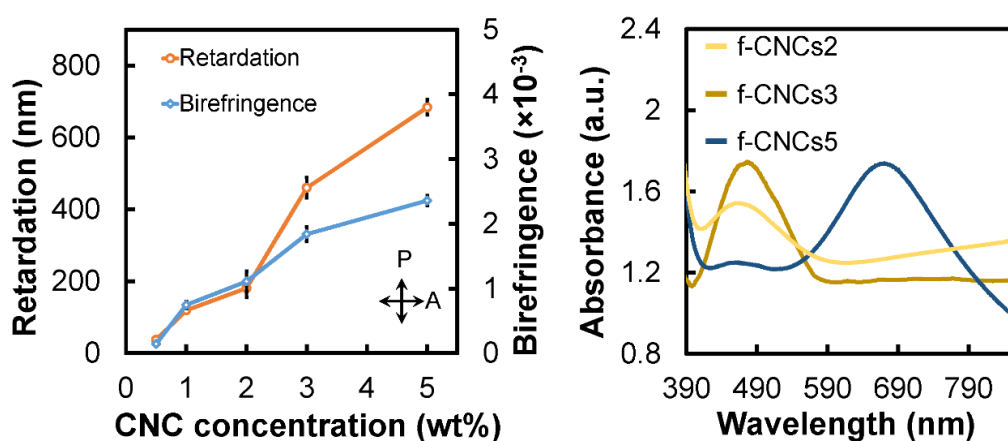 Retardation (nm)
800
600
400
200
0
Retardation
Birefringence
P
A
5
4
3
2
1
0
Birefringence (×10⁻³)
0 1 2 3 4 5
CNC concentration (wt%)
Absorbance (a.u.)
2.4
2
1.6
1.2
0.8
f-CNCs2
f-CNCs3
f-CNCs5
390 490 590 690 790
Wavelength (nm)